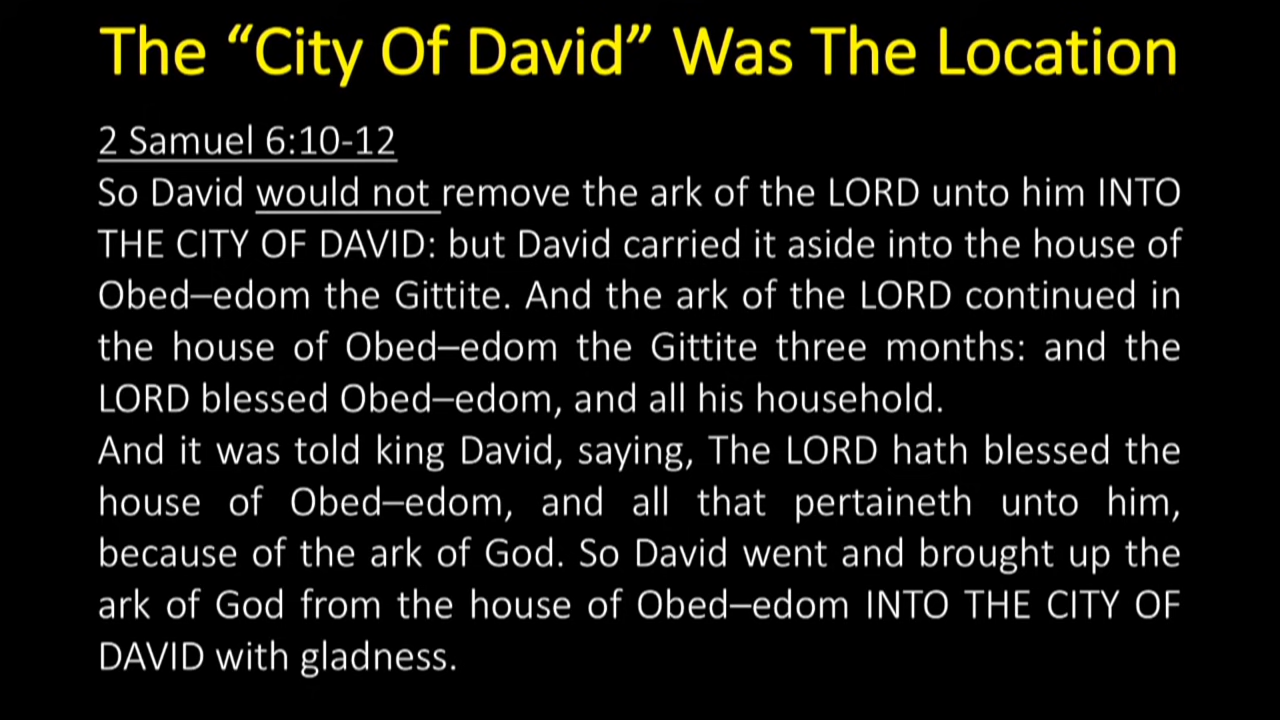 The “City Of David” Was The Location
2 Samuel 6:10-12
So David would not remove the ark of the LORD unto him INTO
THE CITY OF DAVID: but David carried it aside into the house of
Obed–edom the Gittite. And the ark of the LORD continued in
the house of Obed–edom the Gittite three months: and the
LORD blessed Obed–edom, and all his household.
And it was told king David, saying, The LORD hath blessed the
house of Obed–edom, and all that pertaineth unto him,
because of the ark of God. So David went and brought up the
ark of God from the house of Obed–edom INTO THE CITY OF
DAVID with gladness.